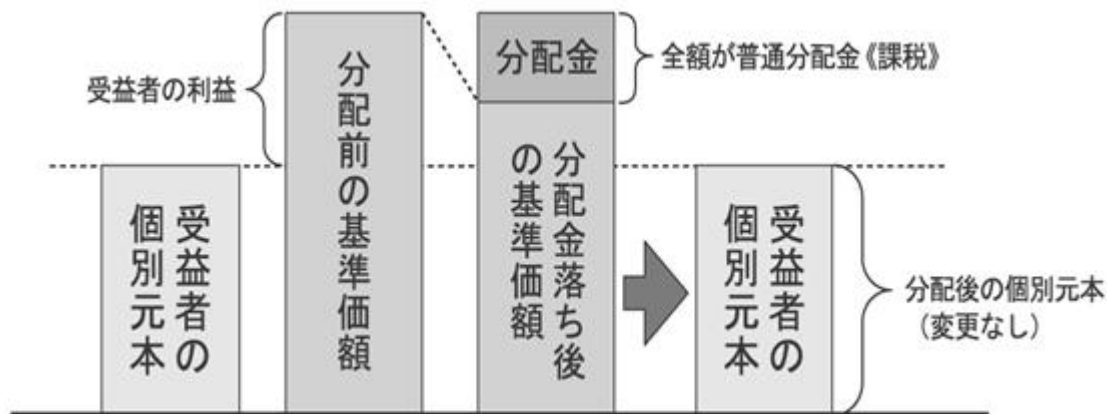 受益者の利益
受益者の
個別元本
分配前の基準価額
分配金
全額が普通分配金《課税》
分配金落ち後
の基準価額
受益者の
個別元本
分配後の個別元本
（変更なし）